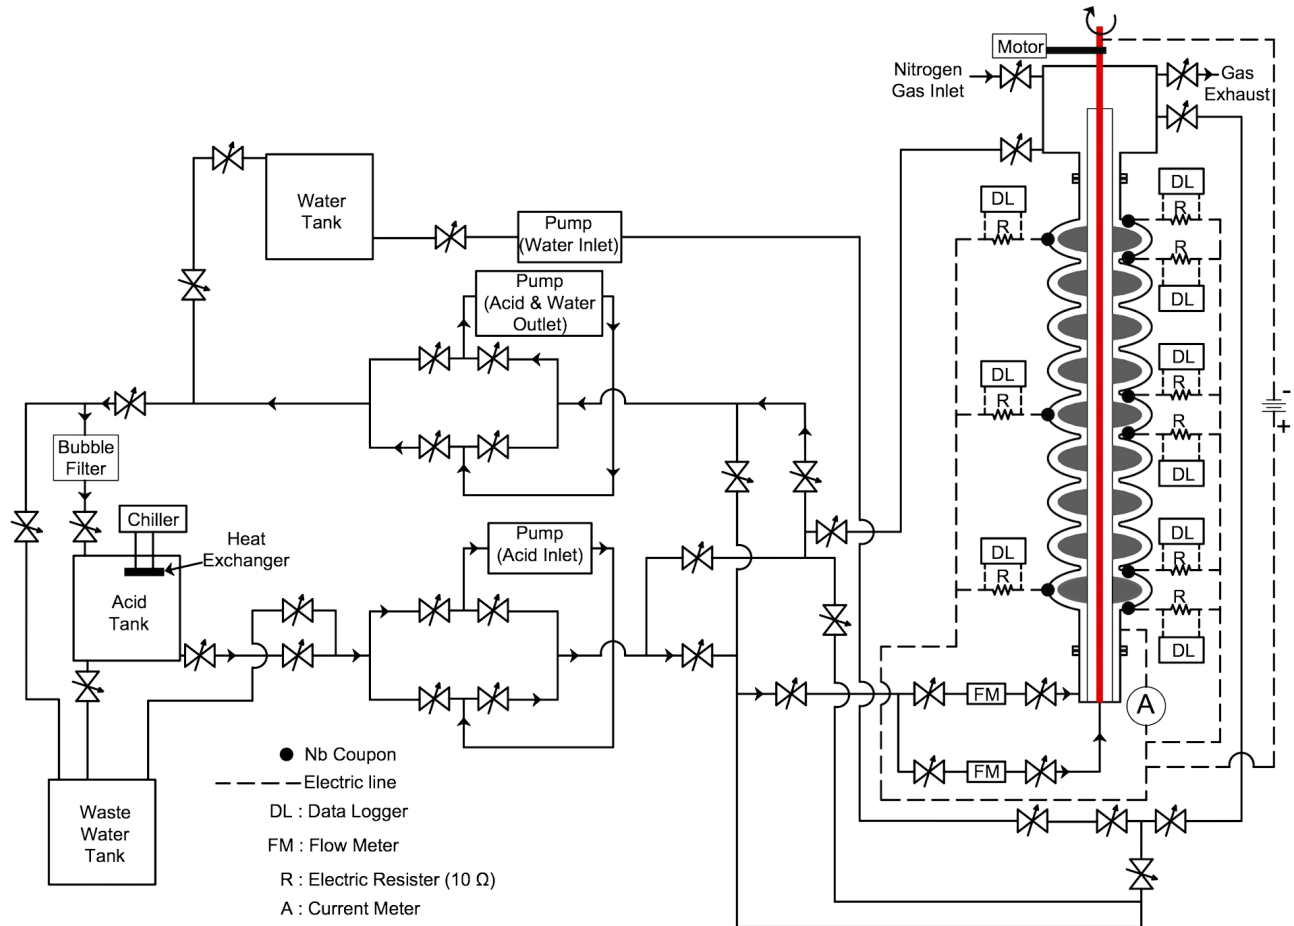 Motor
Nitrogen
Gas Inlet
Gas
Exhaust
Water
Tank
Pump
(Water Inlet)
Pump
(Acid & Water
Outlet)
DL
R
DL
R
R
DL
DL
R
DL
R
R
DL
DL
R
DL
R
R
DL
-
+
Bubble
Filter
Chiller
Heat
Exchanger
Acid
Tank
Pump
(Acid Inlet)
FM
FM
A
Waste
Water
Tank
Nb Coupon
Electric line
DL : Data Logger
FM : Flow Meter
R : Electric Resister (10 Ω)
A : Current Meter